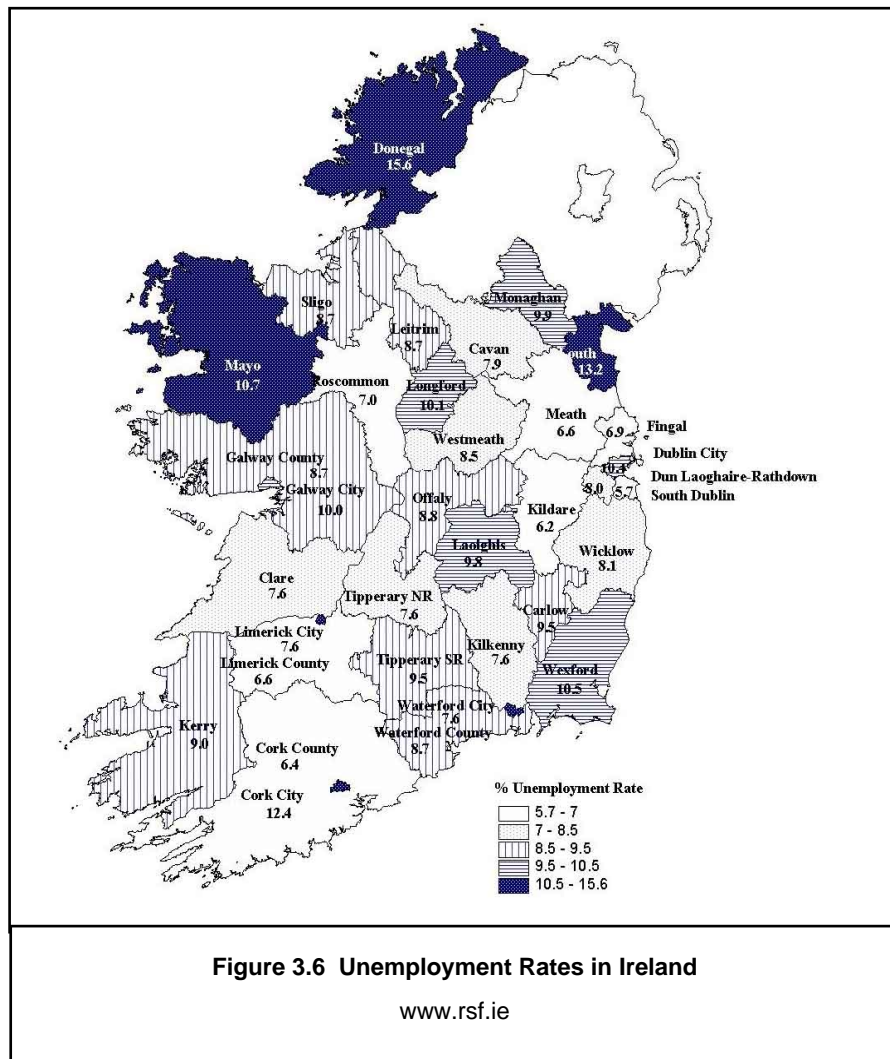 Donegal
15.6
Monaghan
9.9
Sligo
8.7
Leitrim
8.7
Cavan
7.9
outh
13.2
Mayo
10.7
Roscommon
7.0
Longford
10.1
Meath
6.6
6.9
Fingal
Westmeath
8.5
Dublin City
10.4
Galway County
8.7
Dun Laoghaire-Rathdown
8.0
5.7
South Dublin
Galway City
10.0
Offaly
8.8
Kildare
6.2
Laoighis
9.8
Wicklow
8.1
Clare
7.6
Tipperary NR
7.6
Carlow
9.5
Limerick City
7.6
Limerick County
6.6
Tipperary SR
9.5
Kilkenny
7.6
Wexford
10.5
Waterford City
7.6
Waterford County
8.7
Kerry
9.0
Cork County
6.4
Cork City
12.4
% Unemployment Rate
5.7 - 7
7 - 8.5
8.5 - 9.5
9.5 - 10.5
10.5 - 15.6
Figure 3.6 Unemployment Rates in Ireland
www.rsf.ie